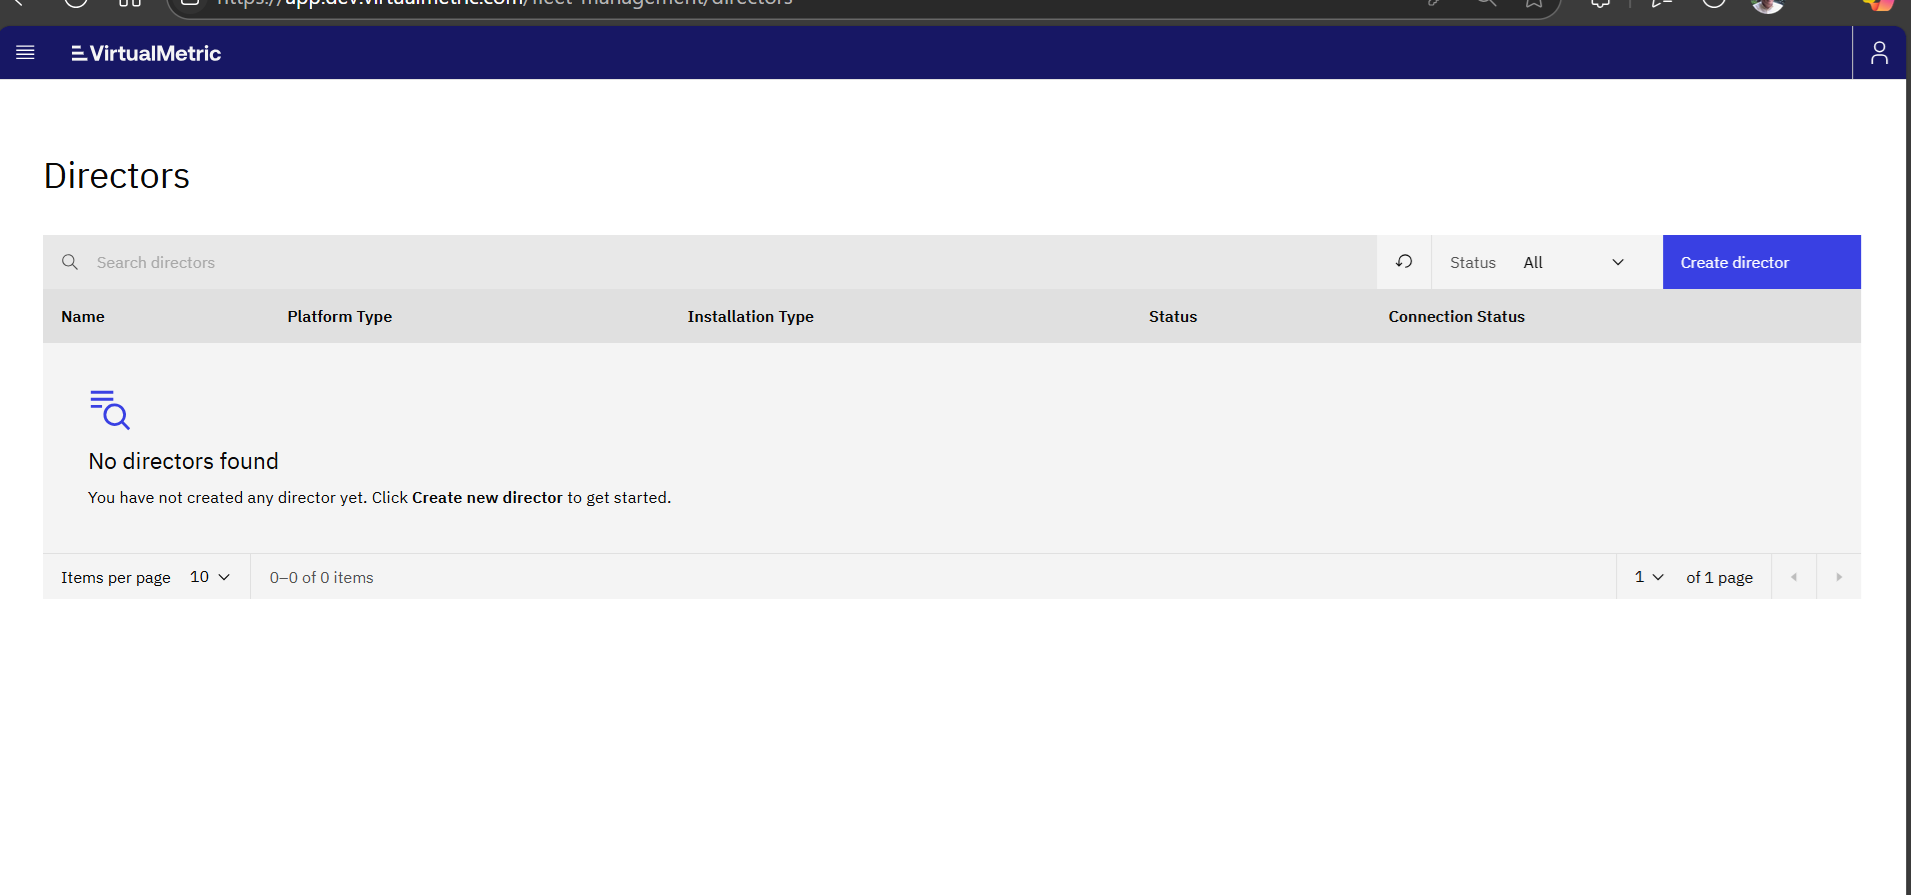 https://app.dev.virtualmetric.com/fleet-management/directors
VirtualMetric
Directors
Search directors
Status All
Create director
Name Platform Type Installation Type Status Connection Status
No directors found
You have not created any director yet. Click Create new director to get started.
Items per page 10 0–0 of 0 items 1 of 1 page